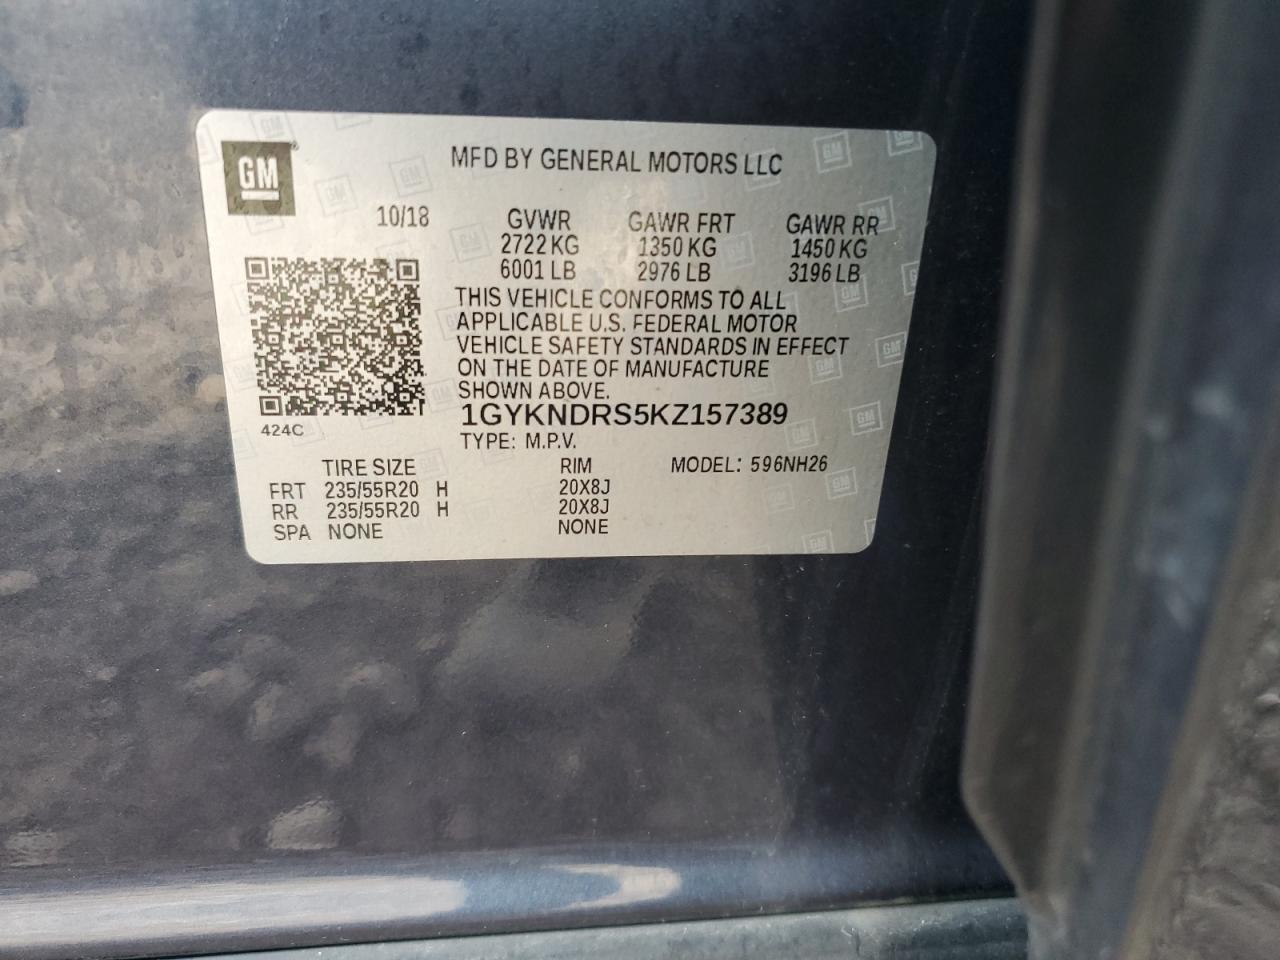 GM
MFD BY GENERAL MOTORS LLC
10/18 GVWR GAWR FRT GAWR RR
2722 KG 1350 KG 1450 KG
6001 LB 2976 LB 3196 LB
THIS VEHICLE CONFORMS TO ALL
APPLICABLE U.S. FEDERAL MOTOR
VEHICLE SAFETY STANDARDS IN EFFECT
ON THE DATE OF MANUFACTURE
SHOWN ABOVE.
1GYKNDRS5KZ157389
424C
TYPE: M.P.V.
TIRE SIZE RIM MODEL: 596NH26
FRT 235/55R20 H 20X8J
RR 235/55R20 H 20X8J
SPA NONE NONE